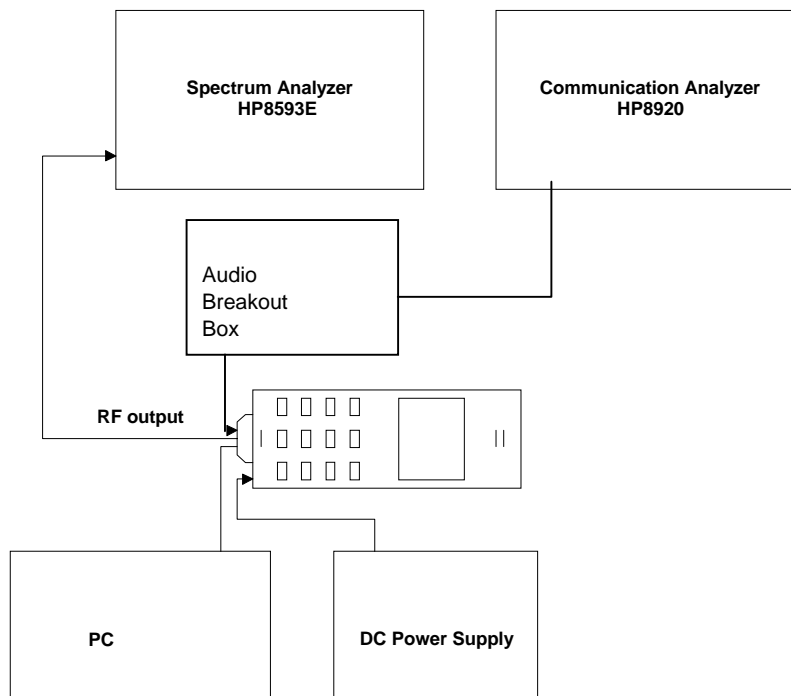 Spectrum Analyzer
HP8593E
Communication Analyzer
HP8920
Audio
Breakout
Box
RF output
PC
DC Power Supply